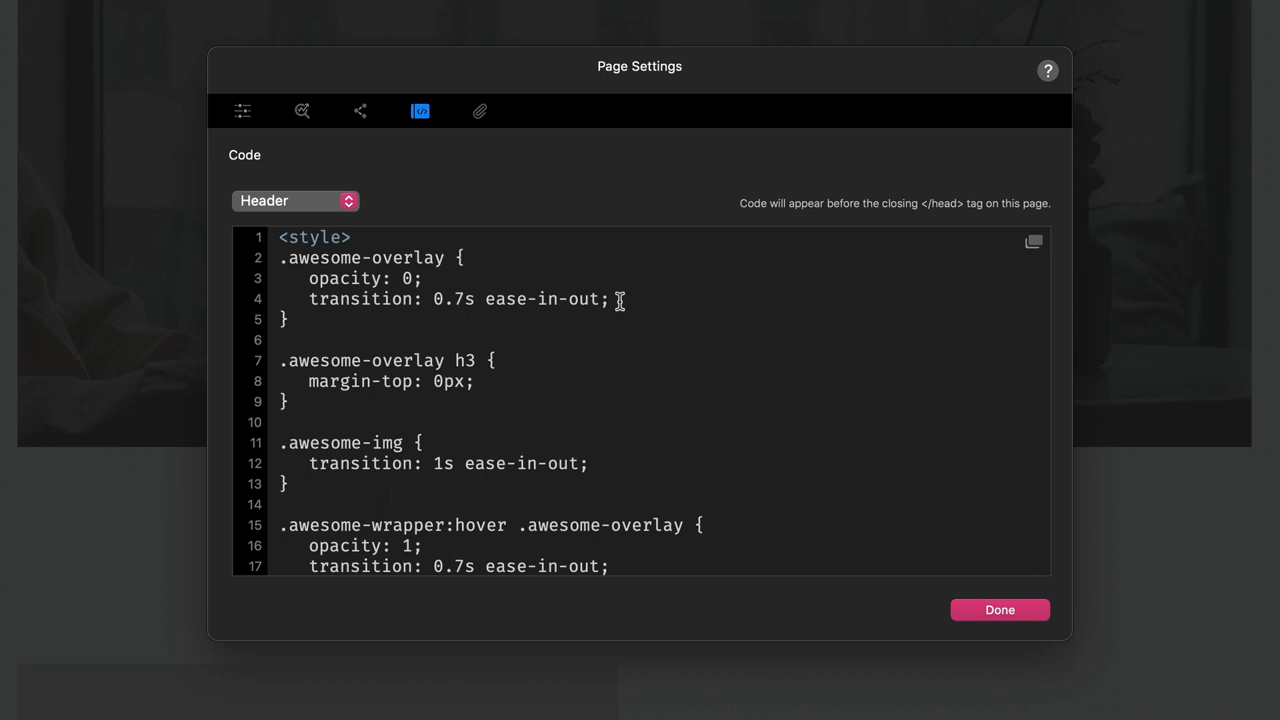 Page Settings
?
Code
Header
Code will appear before the closing </head> tag on this page.
1 <style>
2 .awesome-overlay {
3 opacity: 0;
4 transition: 0.7s ease-in-out;
5 }
6
7 .awesome-overlay h3 {
8 margin-top: 0px;
9 }
10
11 .awesome-img {
12 transition: 1s ease-in-out;
13 }
14
15 .awesome-wrapper:hover .awesome-overlay {
16 opacity: 1;
17 transition: 0.7s ease-in-out;
Done